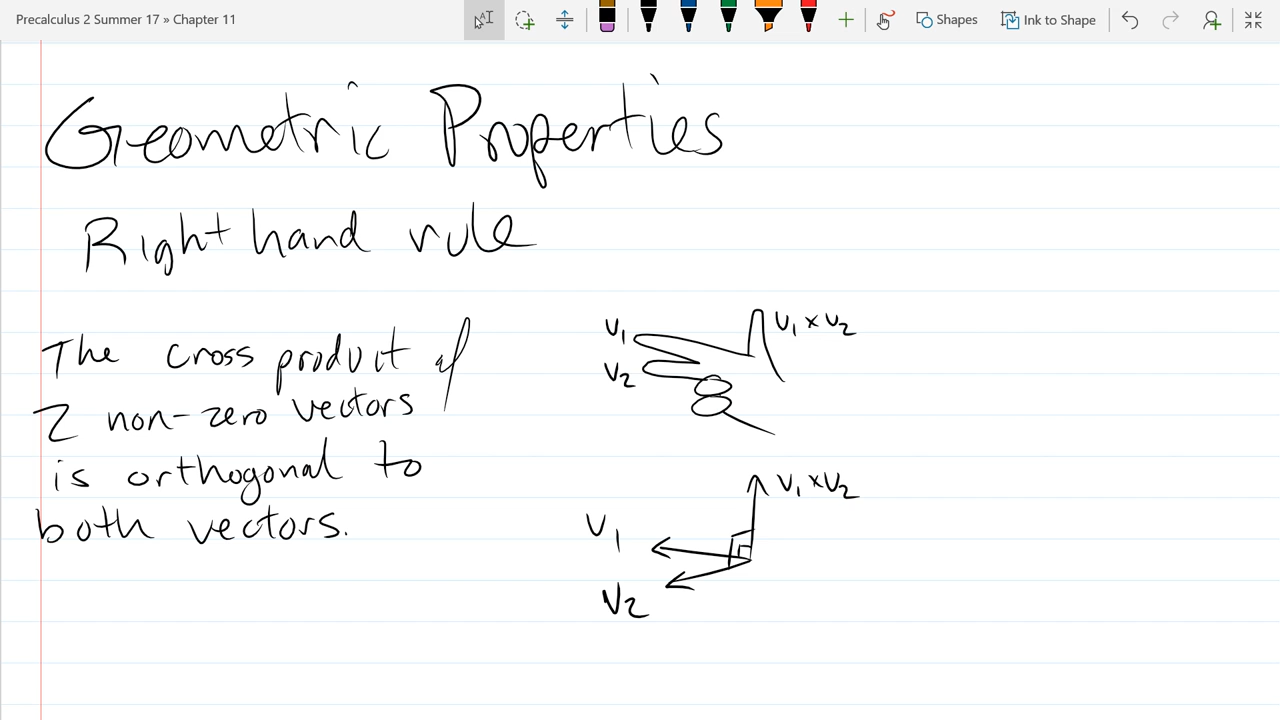 Precalculus 2 Summer 17 » Chapter 11
Shapes
Ink to Shape
Geometric Properties
Right hand rule
The cross product of
2 non-zero vectors
is orthogonal to
both vectors.
V₁
V₁ × V₂
V₂
V₁ × V₂
V₁
V₂